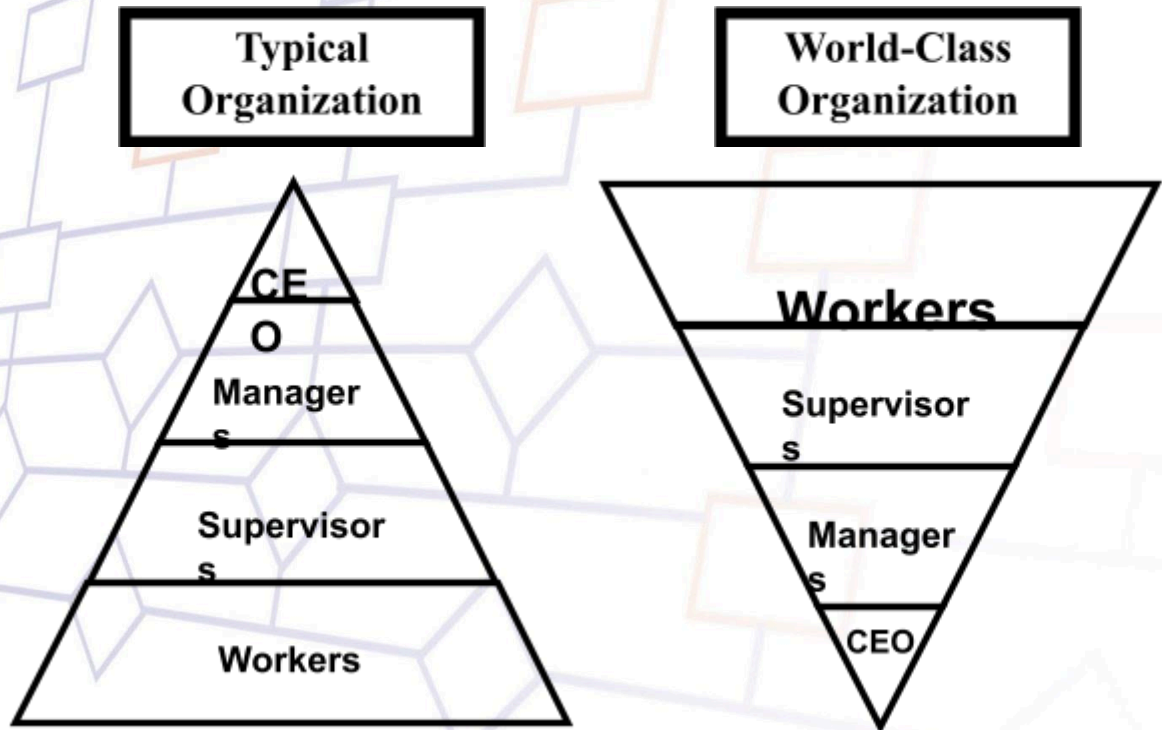 Typical
Organization
World-Class
Organization
CE
O
Manager
s
Supervisor
s
Workers
Workers
Supervisor
s
Manager
s
CEO